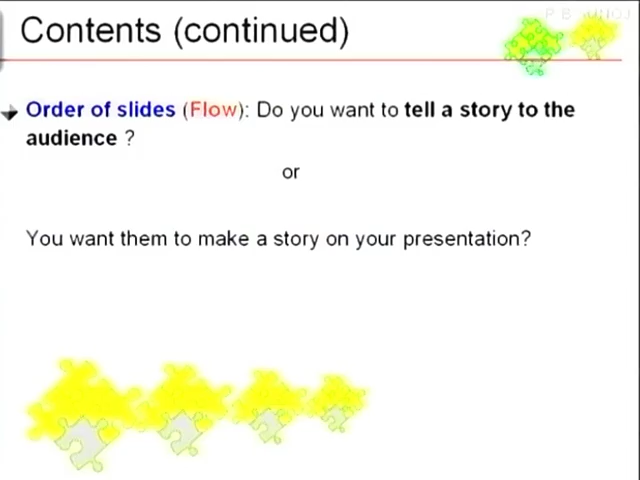 Contents (continued)
Order of slides (Flow): Do you want to tell a story to the
audience ?
or
You want them to make a story on your presentation?